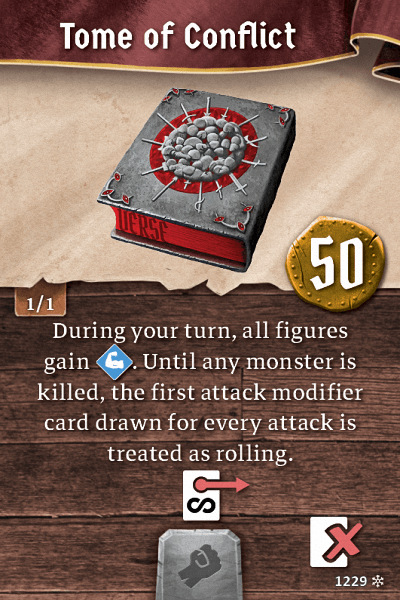 Tome of Conflict
VERSE
50
1/1
During your turn, all figures
gain . Until any monster is
killed, the first attack modifier
card drawn for every attack is
treated as rolling.
1229